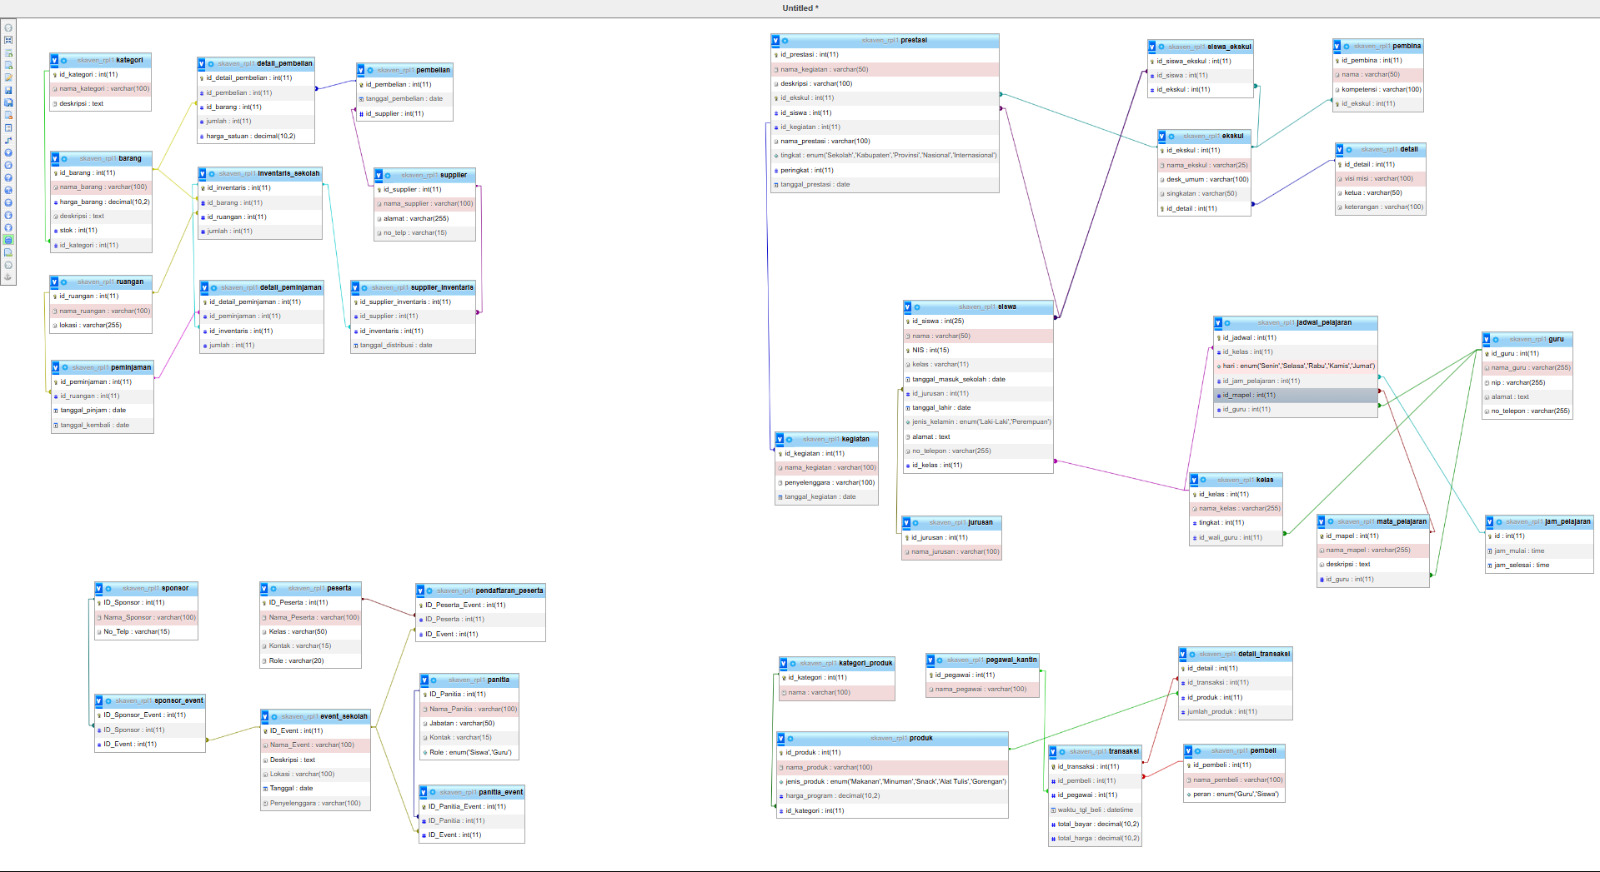 Untitled *
skaven_rpl1 kategori
id_kategori : int(11)
nama_kategori : varchar(100)
deskripsi : text
skaven_rpl1 detail_pembelian
id_detail_pembelian : int(11)
id_pembelian : int(11)
id_barang : int(11)
jumlah : int(11)
harga_satuan : decimal(10,2)
skaven_rpl1 pembelian
id_pembelian : int(11)
tanggal_pembelian : date
id_supplier : int(11)
skaven_rpl1 barang
id_barang : int(11)
nama_barang : varchar(100)
harga_barang : decimal(10,2)
deskripsi : text
stok : int(11)
id_kategori : int(11)
skaven_rpl1 inventaris_sekolah
id_inventaris : int(11)
id_barang : int(11)
id_ruangan : int(11)
jumlah : int(11)
skaven_rpl1 supplier
id_supplier : int(11)
nama_supplier : varchar(100)
alamat : varchar(255)
no_telp : varchar(15)
skaven_rpl1 ruangan
id_ruangan : int(11)
nama_ruangan : varchar(100)
lokasi : varchar(255)
skaven_rpl1 detail_peminjaman
id_detail_peminjaman : int(11)
id_peminjaman : int(11)
id_inventaris : int(11)
jumlah : int(11)
skaven_rpl1 supplier_inventaris
id_supplier_inventaris : int(11)
id_supplier : int(11)
id_inventaris : int(11)
tanggal_distribusi : date
skaven_rpl1 peminjaman
id_peminjaman : int(11)
id_ruangan : int(11)
tanggal_pinjam : date
tanggal_kembali : date
skaven_rpl1 prestasi
id_prestasi : int(11)
nama_kegiatan : varchar(50)
deskripsi : varchar(100)
id_ekskul : int(11)
id_siswa : int(11)
id_kegiatan : int(11)
nama_prestasi : varchar(100)
tingkat : enum('Sekolah','Kabupaten','Provinsi','Nasional','Internasional')
peringkat : int(11)
tanggal_prestasi : date
skaven_rpl1 siswa_ekskul
id_siswa_ekskul : int(11)
id_siswa : int(11)
id_ekskul : int(11)
skaven_rpl1 pembina
id_pembina : int(11)
nama : varchar(50)
kompetensi : varchar(100)
id_ekskul : int(11)
skaven_rpl1 ekskul
id_ekskul : int(11)
nama_ekskul : varchar(25)
desk_umum : varchar(100)
singkatan : varchar(50)
id_detail : int(11)
skaven_rpl1 detail
id_detail : int(11)
visi misi : varchar(100)
ketua : varchar(50)
keterangan : varchar(100)
skaven_rpl1 siswa
id_siswa : int(25)
nama : varchar(50)
NIS : int(15)
kelas : varchar(11)
tanggal_masuk_sekolah : date
id_jurusan : int(11)
tanggal_lahir : date
jenis_kelamin : enum('Laki-Laki','Perempuan')
alamat : text
no_telepon : varchar(255)
id_kelas : int(11)
skaven_rpl1 jadwal_pelajaran
id_jadwal : int(11)
id_kelas : int(11)
hari : enum('Senin','Selasa','Rabu','Kamis','Jumat')
id_jam_pelajaran : int(11)
id_mapel : int(11)
id_guru : int(11)
skaven_rpl1 guru
id_guru : int(11)
nama_guru : varchar(255)
nip : varchar(255)
alamat : text
no_telepon : varchar(255)
skaven_rpl1 kegiatan
id_kegiatan : int(11)
nama_kegiatan : varchar(100)
penyelenggara : varchar(100)
tanggal_kegiatan : date
skaven_rpl1 kelas
id_kelas : int(11)
nama_kelas : varchar(255)
tingkat : int(11)
id_wali_guru : int(11)
skaven_rpl1 jurusan
id_jurusan : int(11)
nama_jurusan : varchar(100)
skaven_rpl1 mata_pelajaran
id_mapel : int(11)
nama_mapel : varchar(255)
deskripsi : text
id_guru : int(11)
skaven_rpl1 jam_pelajaran
id : int(11)
jam_mulai : time
jam_selesai : time
skaven_rpl1 sponsor
ID_Sponsor : int(11)
Nama_Sponsor : varchar(100)
No_Telp : varchar(15)
skaven_rpl1 peserta
ID_Peserta : int(11)
Nama_Peserta : varchar(100)
Kelas : varchar(50)
Kontak : varchar(15)
Role : varchar(20)
skaven_rpl1 pendaftaran_peserta
ID_Peserta_Event : int(11)
ID_Peserta : int(11)
ID_Event : int(11)
skaven_rpl1 panitia
ID_Panitia : int(11)
Nama_Panitia : varchar(100)
Jabatan : varchar(50)
Kontak : varchar(15)
Role : enum('Siswa','Guru')
skaven_rpl1 sponsor_event
ID_Sponsor_Event : int(11)
ID_Sponsor : int(11)
ID_Event : int(11)
skaven_rpl1 event_sekolah
ID_Event : int(11)
Nama_Event : varchar(100)
Deskripsi : text
Lokasi : varchar(100)
Tanggal : date
Penyelenggara : varchar(100)
skaven_rpl1 panitia_event
ID_Panitia_Event : int(11)
ID_Panitia : int(11)
ID_Event : int(11)
skaven_rpl1 kategori_produk
id_kategori : int(11)
nama : varchar(100)
skaven_rpl1 pegawai_kantin
id_pegawai : int(11)
nama_pegawai : varchar(100)
skaven_rpl1 detail_transaksi
id_detail : int(11)
id_transaksi : int(11)
id_produk : int(11)
jumlah_produk : int(11)
skaven_rpl1 produk
id_produk : int(11)
nama_produk : varchar(100)
jenis_produk : enum('Makanan','Minuman','Snack','Alat Tulis','Gorengan')
harga_program : decimal(10,2)
id_kategori : int(11)
skaven_rpl1 transaksi
id_transaksi : int(11)
id_pembeli : int(11)
id_pegawai : int(11)
waktu_tgl_beli : datetime
total_bayar : decimal(10,2)
total_harga : decimal(10,2)
skaven_rpl1 pembeli
id_pembeli : int(11)
nama_pembeli : varchar(100)
peran : enum('Guru','Siswa')